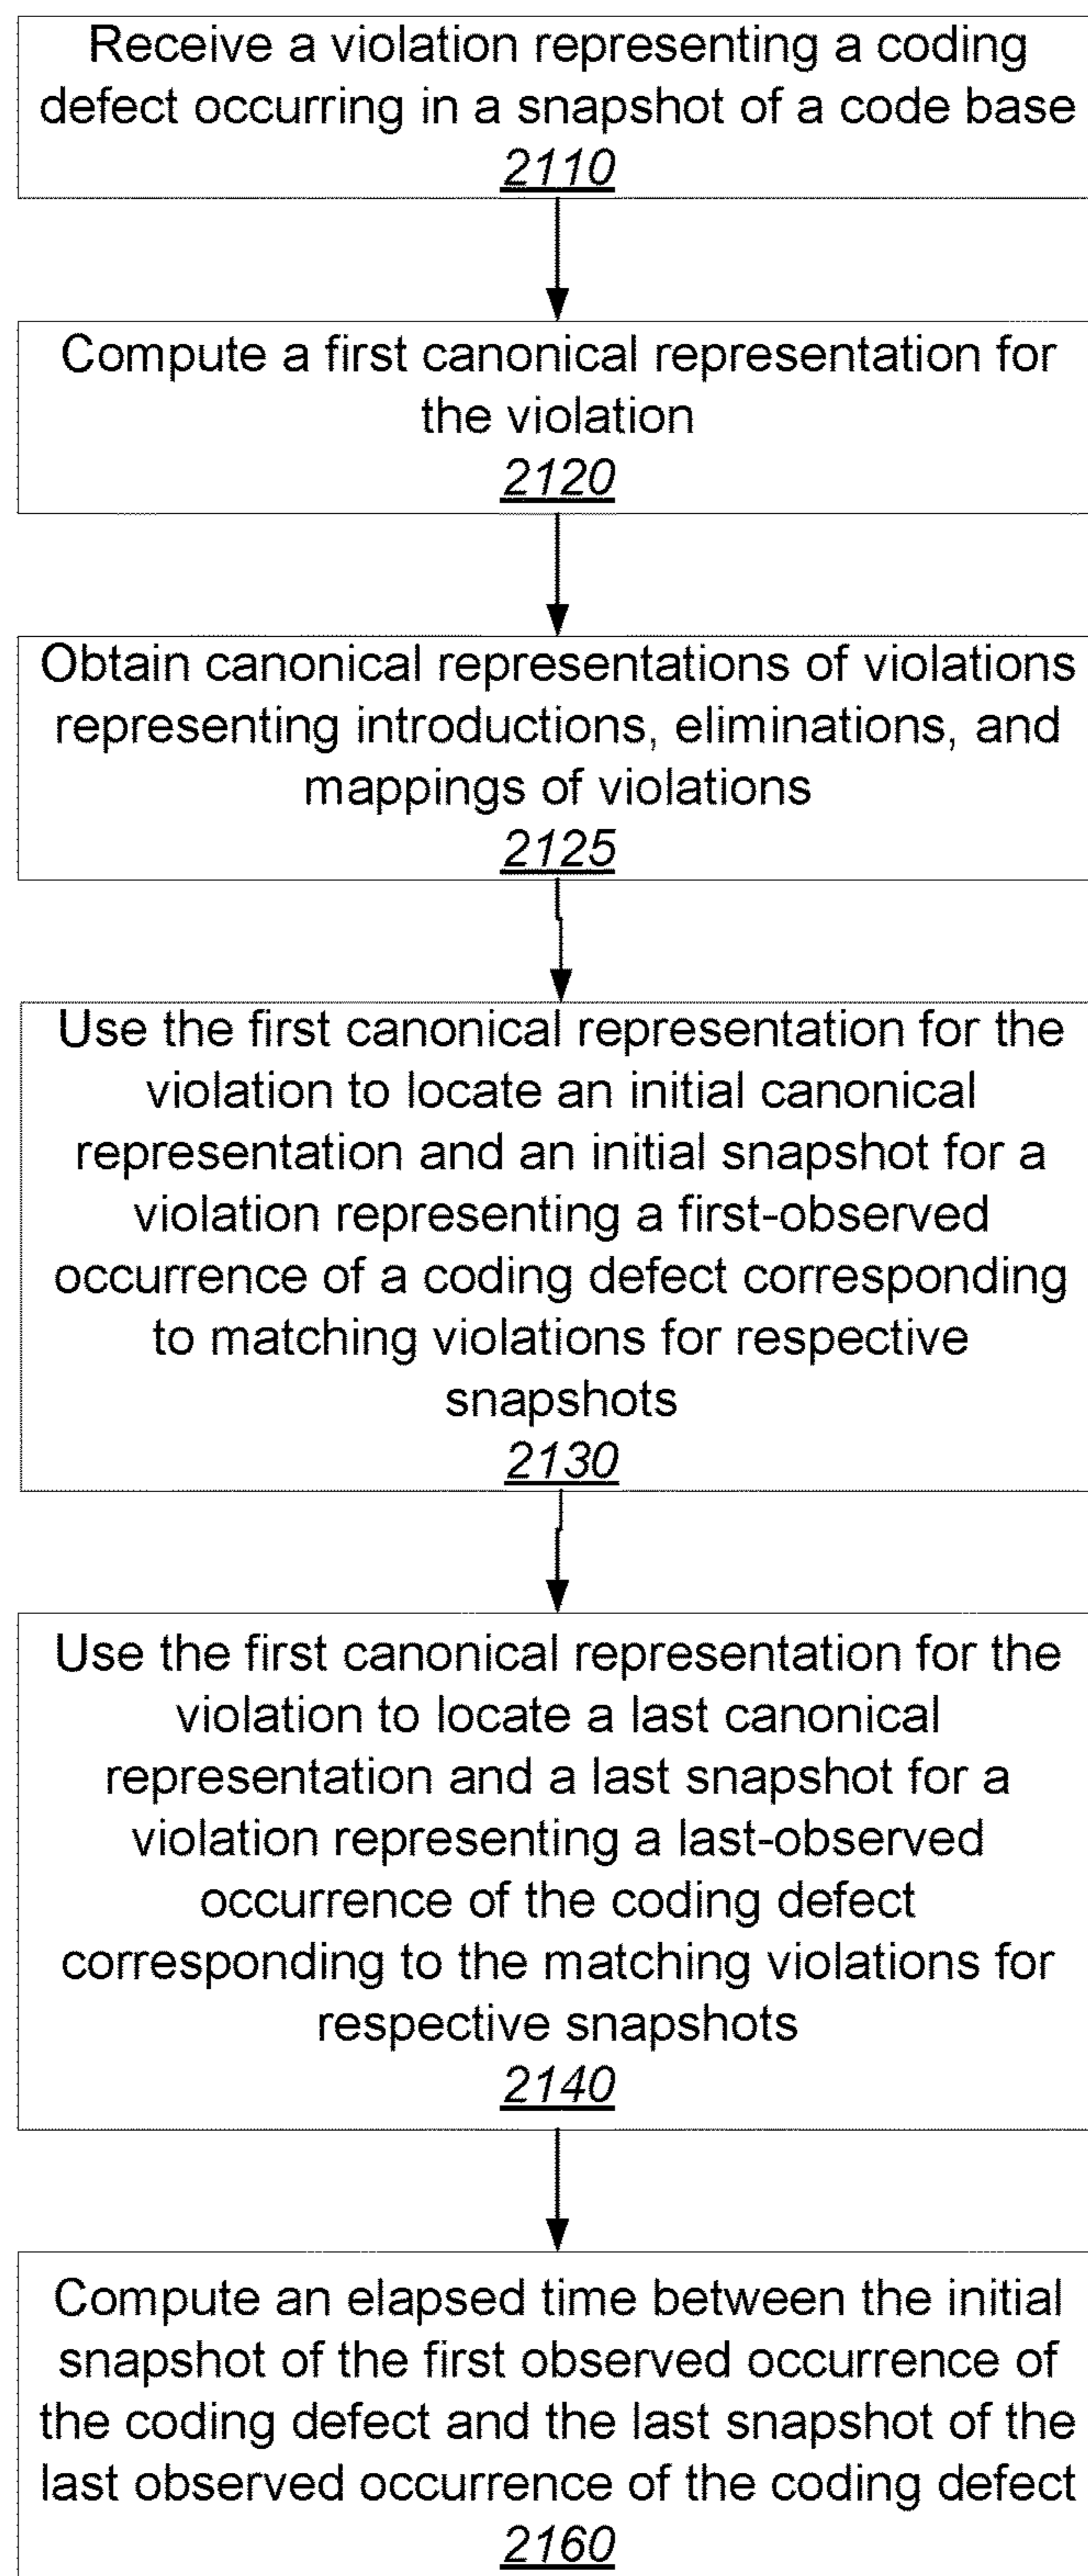 Receive a violation representing a coding
defect occurring in a snapshot of a code base
2110
Compute a first canonical representation for
the violation
2120
Obtain canonical representations of violations
representing introductions, eliminations, and
mappings of violations
2125
Use the first canonical representation for the
violation to locate an initial canonical
representation and an initial snapshot for a
violation representing a first-observed
occurrence of a coding defect corresponding
to matching violations for respective
snapshots
2130
Use the first canonical representation for the
violation to locate a last canonical
representation and a last snapshot for a
violation representing a last-observed
occurrence of the coding defect
corresponding to the matching violations for
respective snapshots
2140
Compute an elapsed time between the initial
snapshot of the first observed occurrence of
the coding defect and the last snapshot of the
last observed occurrence of the coding defect
2160